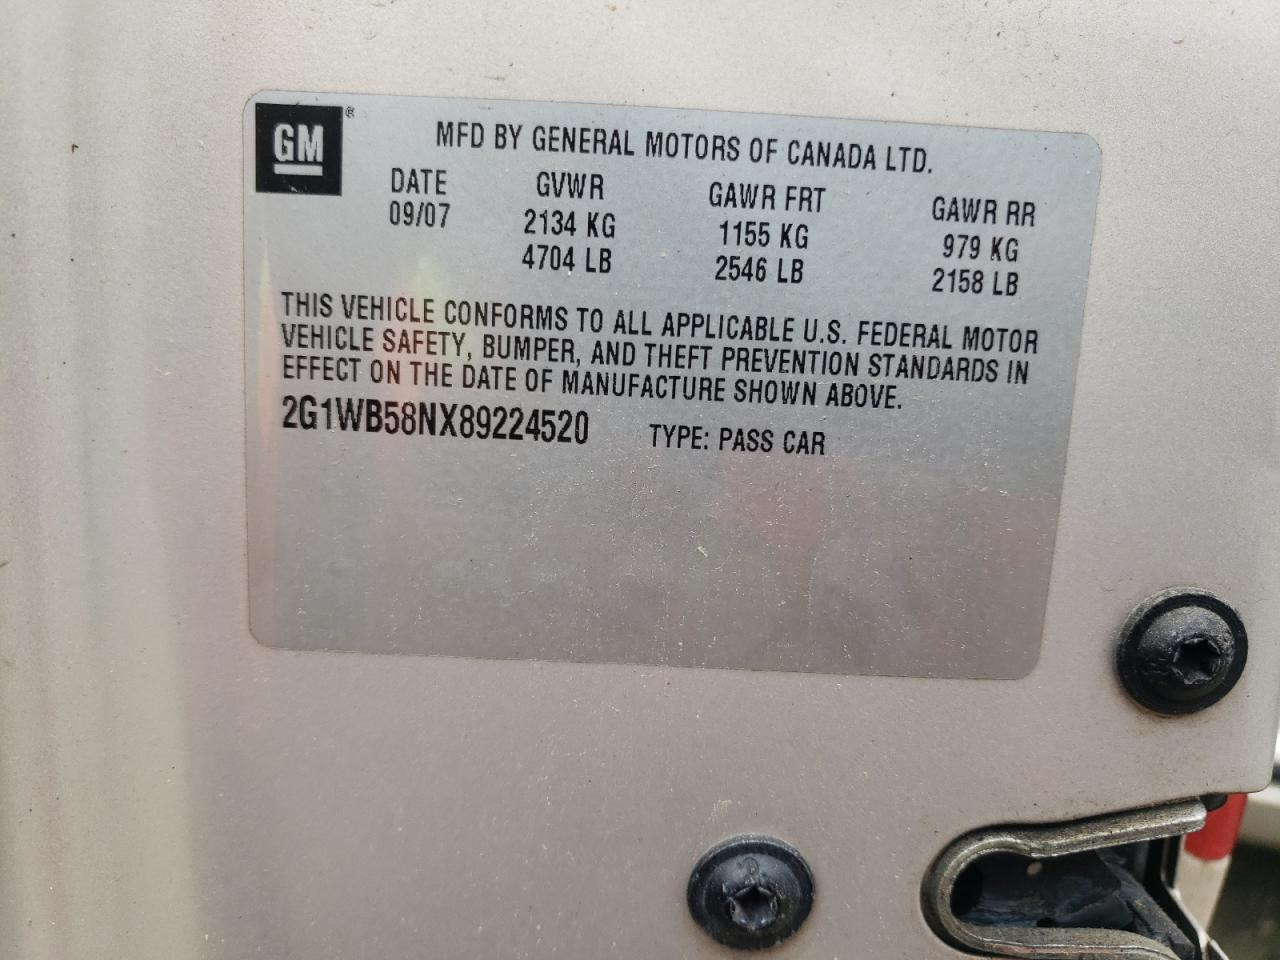 GM®
MFD BY GENERAL MOTORS OF CANADA LTD.
DATE GVWR GAWR FRT GAWR RR
09/07 2134 KG 1155 KG 979 KG
4704 LB 2546 LB 2158 LB
THIS VEHICLE CONFORMS TO ALL APPLICABLE U.S. FEDERAL MOTOR
VEHICLE SAFETY, BUMPER, AND THEFT PREVENTION STANDARDS IN
EFFECT ON THE DATE OF MANUFACTURE SHOWN ABOVE.
2G1WB58NX89224520 TYPE: PASS CAR